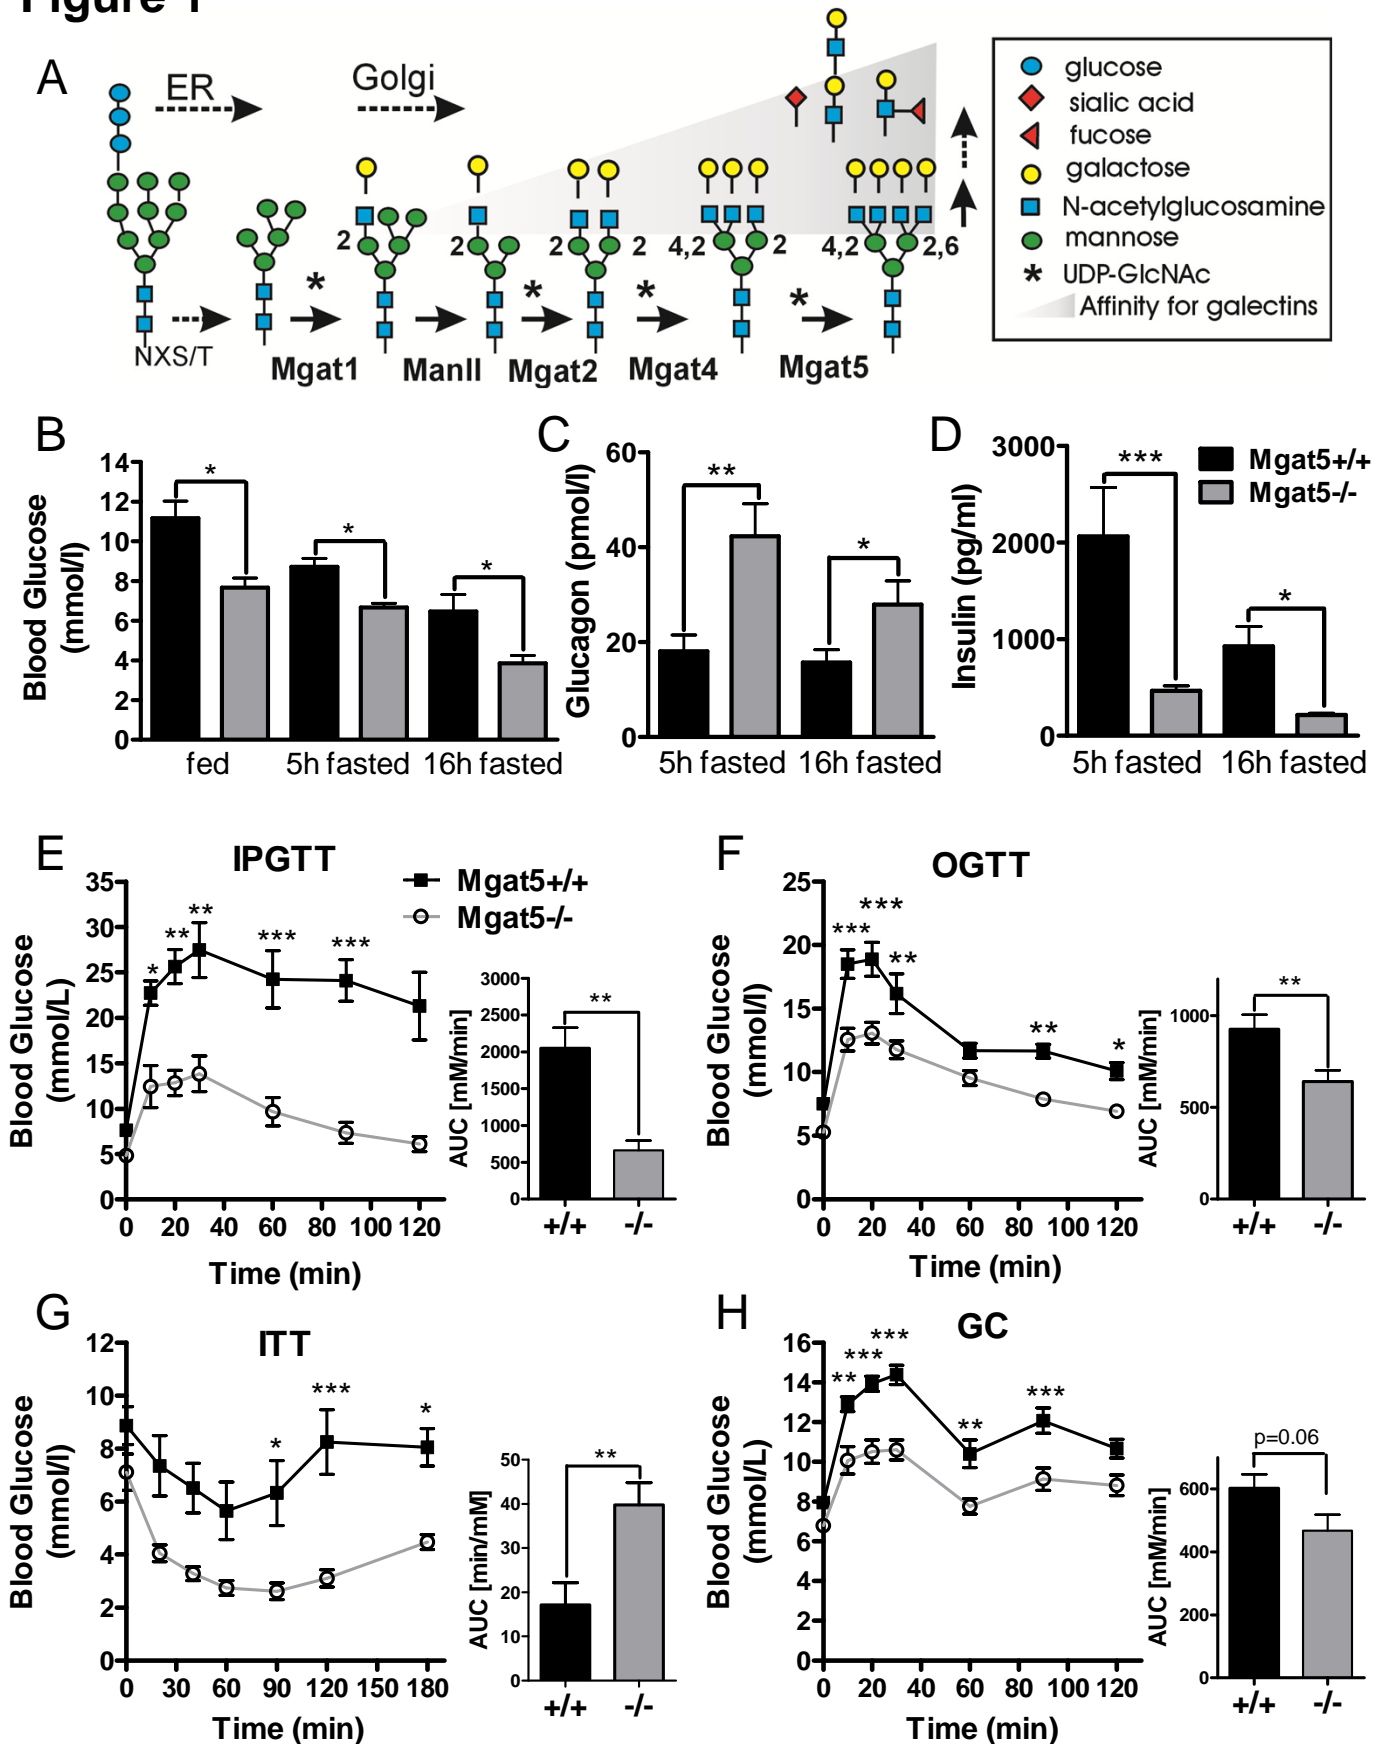 Figure 1
A
ER
Golgi
glucose
sialic acid
fucose
galactose
N-acetylglucosamine
mannose
* UDP-GlcNAc
Affinity for galectins
2 2 2 2 4,2 2 4,2 2,6
* * * *
NXS/T
Mgat1 ManII Mgat2 Mgat4 Mgat5
B
Blood Glucose
(mmol/l)
14
12
10
8
6
4
2
0
* * *
fed 5h fasted 16h fasted
C
Glucagon (pmol/l)
60
40
20
0
** *
5h fasted 16h fasted
D
Insulin (pg/ml)
3000
2000
1000
0
*** *
Mgat5+/+
Mgat5-/-
5h fasted 16h fasted
E
IPGTT
Mgat5+/+
Mgat5-/-
Blood Glucose
(mmol/L)
35
30
25
20
15
10
5
0
* ** ** *** ***
0 20 40 60 80 100 120
Time (min)
AUC [mM/min]
3000
2500
2000
1500
1000
500
0
**
+/+ -/-
F
OGTT
Blood Glucose
(mmol/l)
25
20
15
10
5
0
*** *** ** ** *
0 20 40 60 80 100 120
Time (min)
AUC [mM/min]
1000
500
0
**
+/+ -/-
G
ITT
Blood Glucose
(mmol/l)
12
10
8
6
4
2
0
* *** *
0 30 60 90 120 150 180
Time (min)
AUC [min/mM]
50
40
30
20
10
0
**
+/+ -/-
H
GC
Blood Glucose
(mmol/L)
16
14
12
10
8
6
4
2
0
** *** *** ** ***
0 20 40 60 80 100 120
Time (min)
AUC [mM/min]
600
400
200
0
p=0.06
+/+ -/-